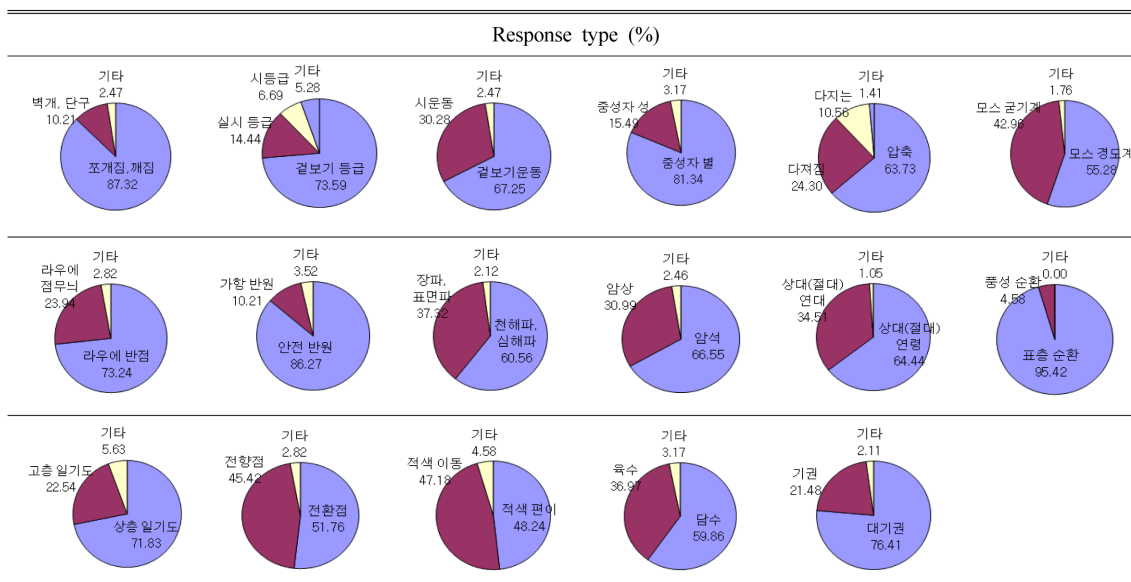 Response type (%)
기타
2.47
벽개, 단구
10.21
쪼개짐,깨짐
87.32
기타
5.28
시등급
6.69
실시 등급
14.44
겉보기 등급
73.59
기타
2.47
시운동
30.28
겉보기운동
67.25
기타
3.17
중성자 성
15.49
중성자 별
81.34
기타
1.41
다지는
10.56
다져짐
24.30
압축
63.73
기타
1.76
모스 굳기계
42.96
모스 경도계
55.28
기타
2.82
라우에
점무늬
23.94
라우에 반점
73.24
기타
3.52
가항 반원
10.21
안전 반원
86.27
기타
2.12
장파,
표면파
37.32
천해파,
심해파
60.56
기타
2.46
암상
30.99
암석
66.55
기타
1.05
상대(절대)
연대
34.51
상대(절대)
연령
64.44
기타
0.00
풍성 순환
4.58
표층 순환
95.42
기타
5.63
고층 일기도
22.54
상층 일기도
71.83
기타
2.82
전향점
45.42
전환점
51.76
기타
4.58
적색 이동
47.18
적색 편이
48.24
기타
3.17
육수
36.97
담수
59.86
기타
2.11
기권
21.48
대기권
76.41